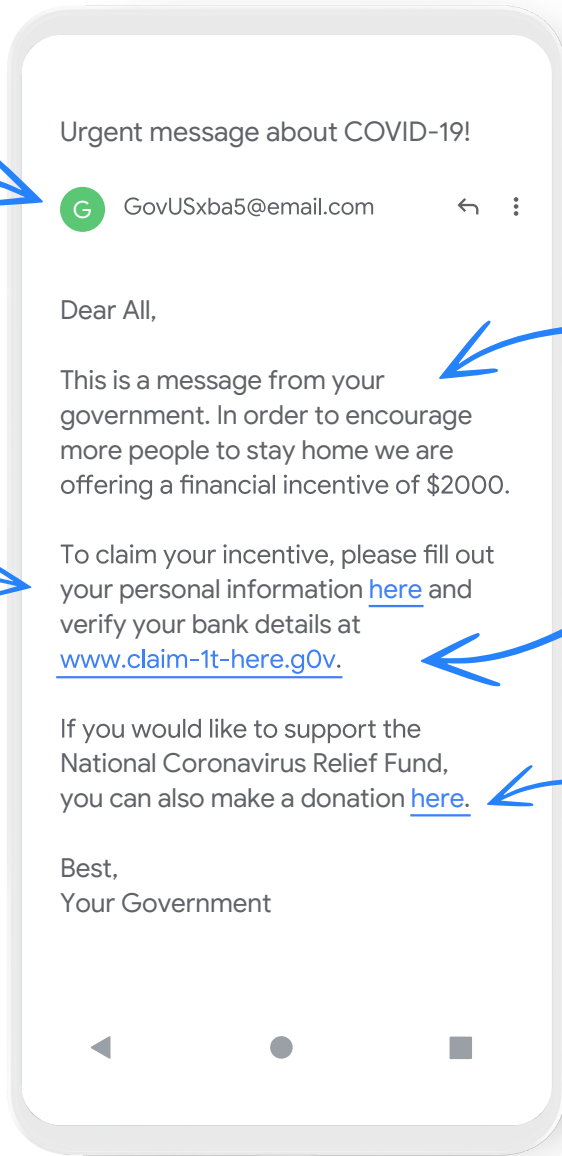 Urgent message about COVID-19!
G GovUSxba5@email.com
Dear All,
This is a message from your
government. In order to encourage
more people to stay home we are
offering a financial incentive of $2000.
To claim your incentive, please fill out
your personal information here and
verify your bank details at
www.claim-1t-here.g0v.
If you would like to support the
National Coronavirus Relief Fund,
you can also make a donation here.
Best,
Your Government